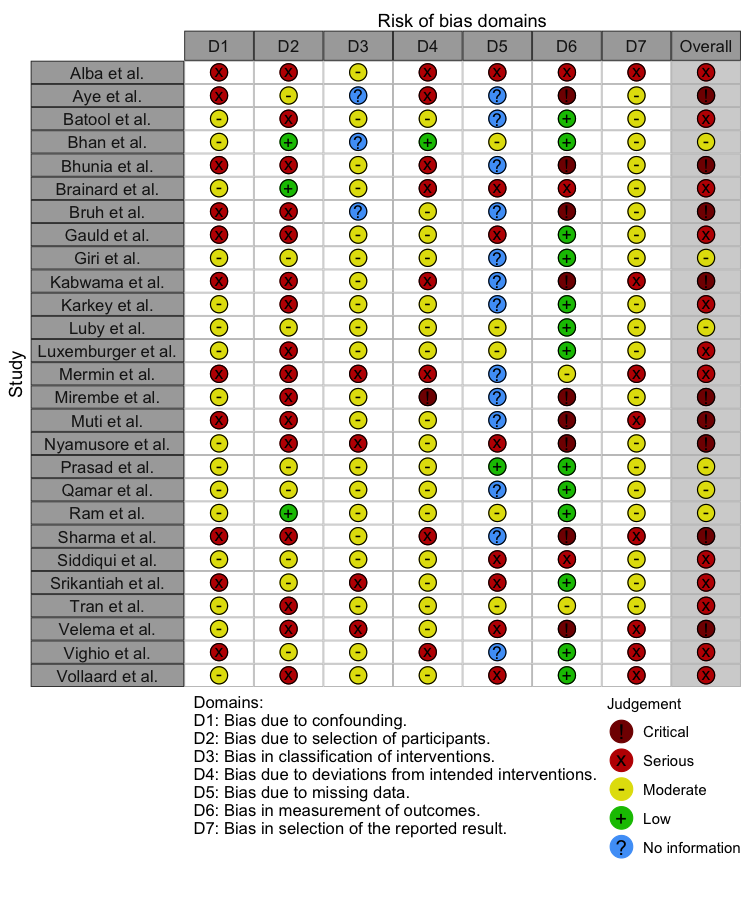 Risk of bias domains
D1 D2 D3 D4 D5 D6 D7 Overall
Study
Alba et al. X X - X X X X X
Aye et al. X - ? X ? ! - !
Batool et al. - X - - ? + - X
Bhan et al. - + ? + - + - -
Bhunia et al. X X - X ? ! - !
Brainard et al. - + - X X X - X
Bruh et al. X X ? - ? ! - !
Gauld et al. X X - - X + - X
Giri et al. - - - - ? + - -
Kabwama et al. X X - X ? ! X !
Karkey et al. - X - - ? + - X
Luby et al. - - - - - + - -
Luxemburger et al. - X - - - + - X
Mermin et al. X X X X ? - X X
Mirembe et al. - X - ! ? ! - !
Muti et al. X X - - ? ! X !
Nyamusore et al. - X X - X ! - !
Prasad et al. - - - - + + - -
Qamar et al. - - - - ? + - -
Ram et al. - + - - - + - -
Sharma et al. X X - X ? ! X !
Siddiqui et al. - - - - X X - X
Srikantiah et al. X - X - X + - X
Tran et al. - X - - - - - X
Velema et al. - X X - X ! X !
Vighio et al. X - - X ? + X X
Vollaard et al. - X - - X + X X
Domains:
D1: Bias due to confounding.
D2: Bias due to selection of participants.
D3: Bias in classification of interventions.
D4: Bias due to deviations from intended interventions.
D5: Bias due to missing data.
D6: Bias in measurement of outcomes.
D7: Bias in selection of the reported result.
Judgement
! Critical
X Serious
- Moderate
+ Low
? No information